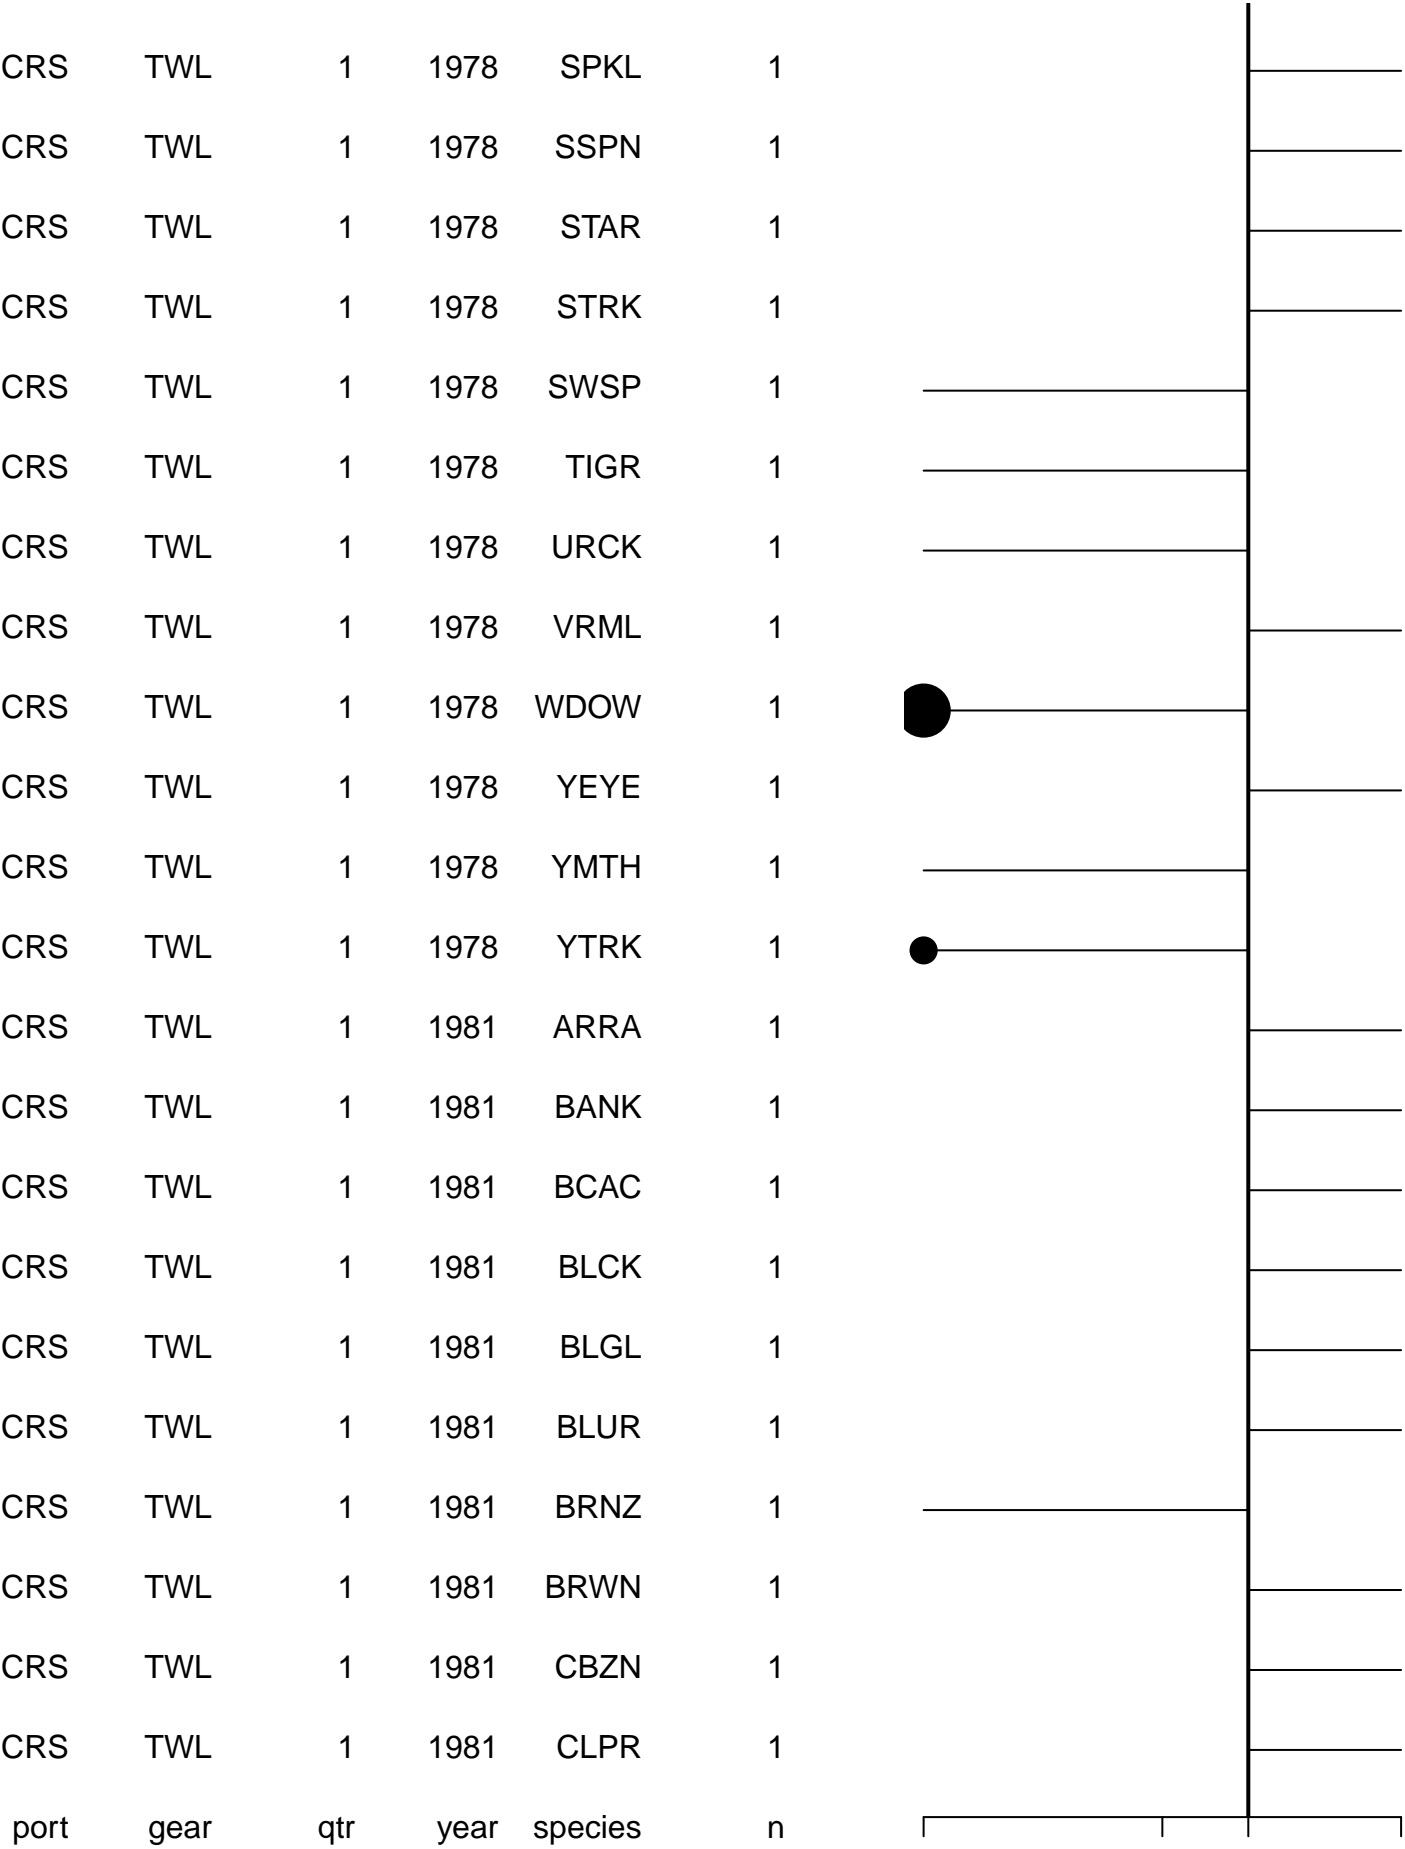 CRS TWL 1 1978 SPKL 1
CRS TWL 1 1978 SSPN 1
CRS TWL 1 1978 STAR 1
CRS TWL 1 1978 STRK 1
CRS TWL 1 1978 SWSP 1
CRS TWL 1 1978 TIGR 1
CRS TWL 1 1978 URCK 1
CRS TWL 1 1978 VRML 1
CRS TWL 1 1978 WDOW 1
CRS TWL 1 1978 YEYE 1
CRS TWL 1 1978 YMTH 1
CRS TWL 1 1978 YTRK 1
CRS TWL 1 1981 ARRA 1
CRS TWL 1 1981 BANK 1
CRS TWL 1 1981 BCAC 1
CRS TWL 1 1981 BLCK 1
CRS TWL 1 1981 BLGL 1
CRS TWL 1 1981 BLUR 1
CRS TWL 1 1981 BRNZ 1
CRS TWL 1 1981 BRWN 1
CRS TWL 1 1981 CBZN 1
CRS TWL 1 1981 CLPR 1
port gear qtr year species n